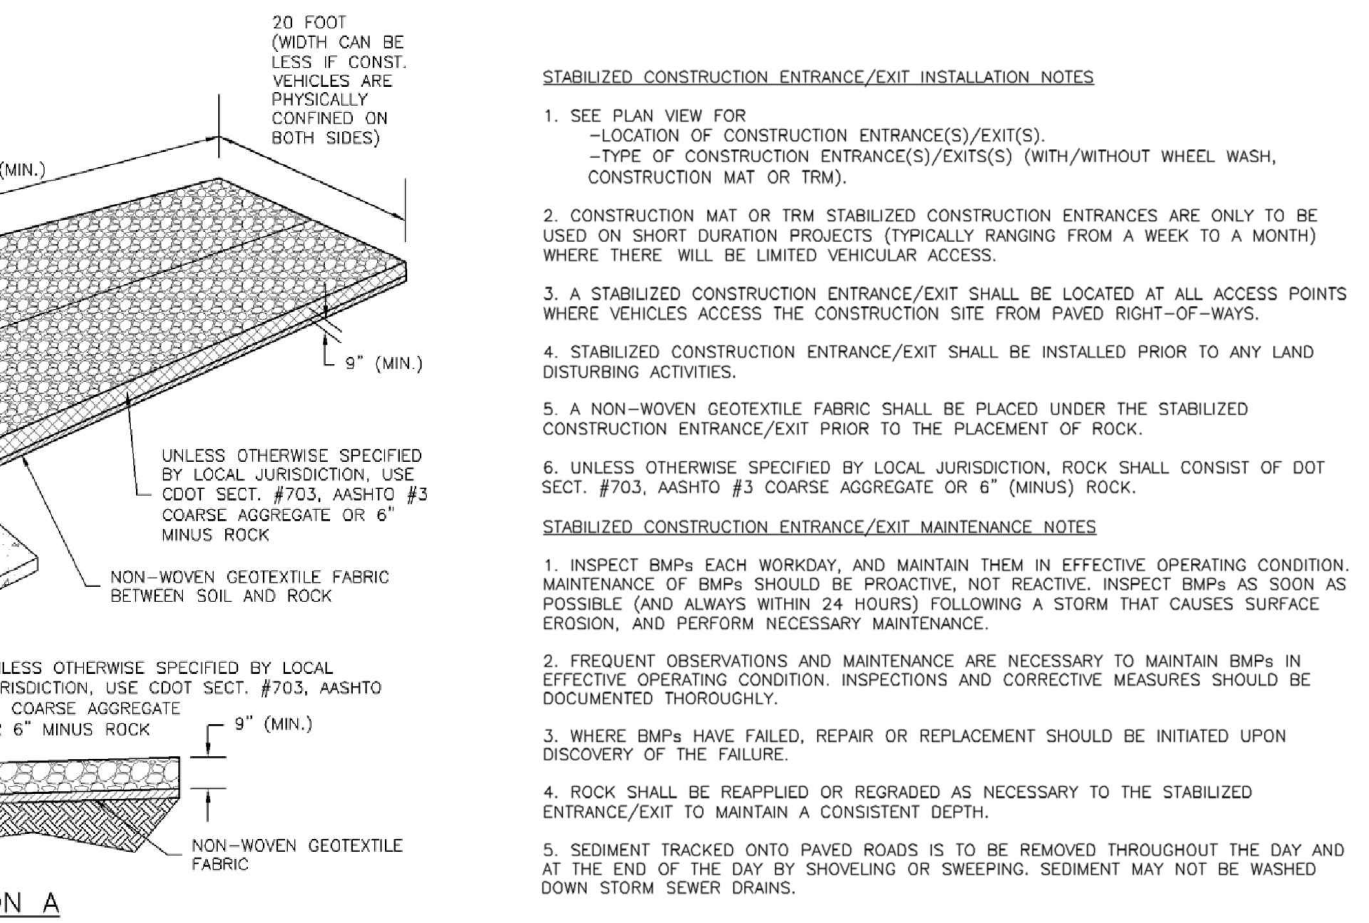 20 FOOT
(WIDTH CAN BE
LESS IF CONST.
VEHICLES ARE
PHYSICALLY
CONFINED ON
BOTH SIDES)
(MIN.)
9" (MIN.)
UNLESS OTHERWISE SPECIFIED
BY LOCAL JURISDICTION, USE
CDOT SECT. #703, AASHTO #3
COARSE AGGREGATE OR 6"
MINUS ROCK
NON-WOVEN GEOTEXTILE FABRIC
BETWEEN SOIL AND ROCK
LESS OTHERWISE SPECIFIED BY LOCAL
RISDICTION, USE CDOT SECT. #703, AASHTO
COARSE AGGREGATE
6" MINUS ROCK
9" (MIN.)
NON-WOVEN GEOTEXTILE
FABRIC
N A
STABILIZED CONSTRUCTION ENTRANCE/EXIT INSTALLATION NOTES
1. SEE PLAN VIEW FOR
-LOCATION OF CONSTRUCTION ENTRANCE(S)/EXIT(S).
-TYPE OF CONSTRUCTION ENTRANCE(S)/EXITS(S) (WITH/WITHOUT WHEEL WASH,
CONSTRUCTION MAT OR TRM).
2. CONSTRUCTION MAT OR TRM STABILIZED CONSTRUCTION ENTRANCES ARE ONLY TO BE
USED ON SHORT DURATION PROJECTS (TYPICALLY RANGING FROM A WEEK TO A MONTH)
WHERE THERE WILL BE LIMITED VEHICULAR ACCESS.
3. A STABILIZED CONSTRUCTION ENTRANCE/EXIT SHALL BE LOCATED AT ALL ACCESS POINTS
WHERE VEHICLES ACCESS THE CONSTRUCTION SITE FROM PAVED RIGHT-OF-WAYS.
4. STABILIZED CONSTRUCTION ENTRANCE/EXIT SHALL BE INSTALLED PRIOR TO ANY LAND
DISTURBING ACTIVITIES.
5. A NON-WOVEN GEOTEXTILE FABRIC SHALL BE PLACED UNDER THE STABILIZED
CONSTRUCTION ENTRANCE/EXIT PRIOR TO THE PLACEMENT OF ROCK.
6. UNLESS OTHERWISE SPECIFIED BY LOCAL JURISDICTION, ROCK SHALL CONSIST OF DOT
SECT. #703, AASHTO #3 COARSE AGGREGATE OR 6" (MINUS) ROCK.
STABILIZED CONSTRUCTION ENTRANCE/EXIT MAINTENANCE NOTES
1. INSPECT BMPs EACH WORKDAY, AND MAINTAIN THEM IN EFFECTIVE OPERATING CONDITION.
MAINTENANCE OF BMPs SHOULD BE PROACTIVE, NOT REACTIVE. INSPECT BMPs AS SOON AS
POSSIBLE (AND ALWAYS WITHIN 24 HOURS) FOLLOWING A STORM THAT CAUSES SURFACE
EROSION, AND PERFORM NECESSARY MAINTENANCE.
2. FREQUENT OBSERVATIONS AND MAINTENANCE ARE NECESSARY TO MAINTAIN BMPs IN
EFFECTIVE OPERATING CONDITION. INSPECTIONS AND CORRECTIVE MEASURES SHOULD BE
DOCUMENTED THOROUGHLY.
3. WHERE BMPs HAVE FAILED, REPAIR OR REPLACEMENT SHOULD BE INITIATED UPON
DISCOVERY OF THE FAILURE.
4. ROCK SHALL BE REAPPLIED OR REGRADED AS NECESSARY TO THE STABILIZED
ENTRANCE/EXIT TO MAINTAIN A CONSISTENT DEPTH.
5. SEDIMENT TRACKED ONTO PAVED ROADS IS TO BE REMOVED THROUGHOUT THE DAY AND
AT THE END OF THE DAY BY SHOVELING OR SWEEPING. SEDIMENT MAY NOT BE WASHED
DOWN STORM SEWER DRAINS.